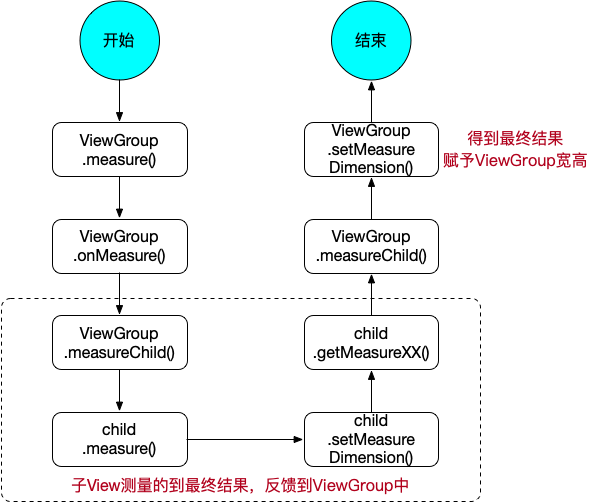 开始
ViewGroup
.measure()
ViewGroup
.onMeasure()
ViewGroup
.measureChild()
child
.measure()
child
.setMeasure
Dimension()
child
.getMeasureXX()
ViewGroup
.measureChild()
ViewGroup
.setMeasure
Dimension()
结束
得到最终结果
赋予ViewGroup宽高
子View测量的到最终结果，反馈到ViewGroup中